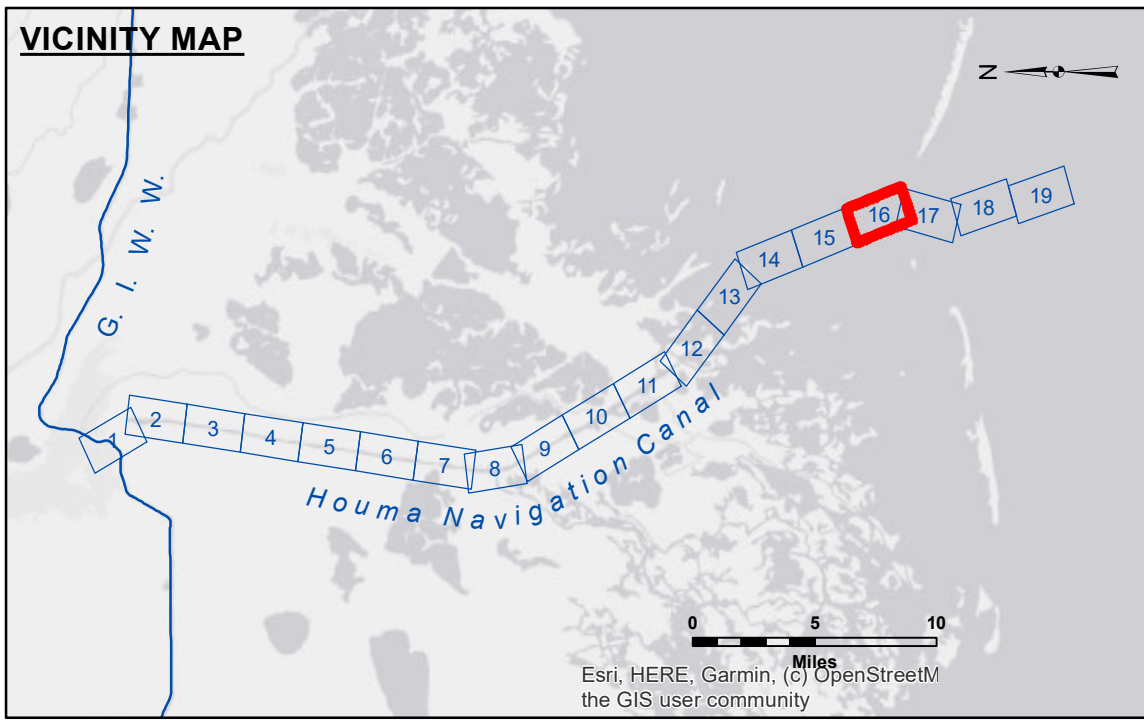 VICINITY MAP
N
G. I. W. W.
1
2
3
4
5
6
7
8
9
10
11
12
13
14
15
16
17
18
19
Houma Navigation Canal
0 5 10
Miles
Esri, HERE, Garmin, (c) OpenStreetM
the GIS user community